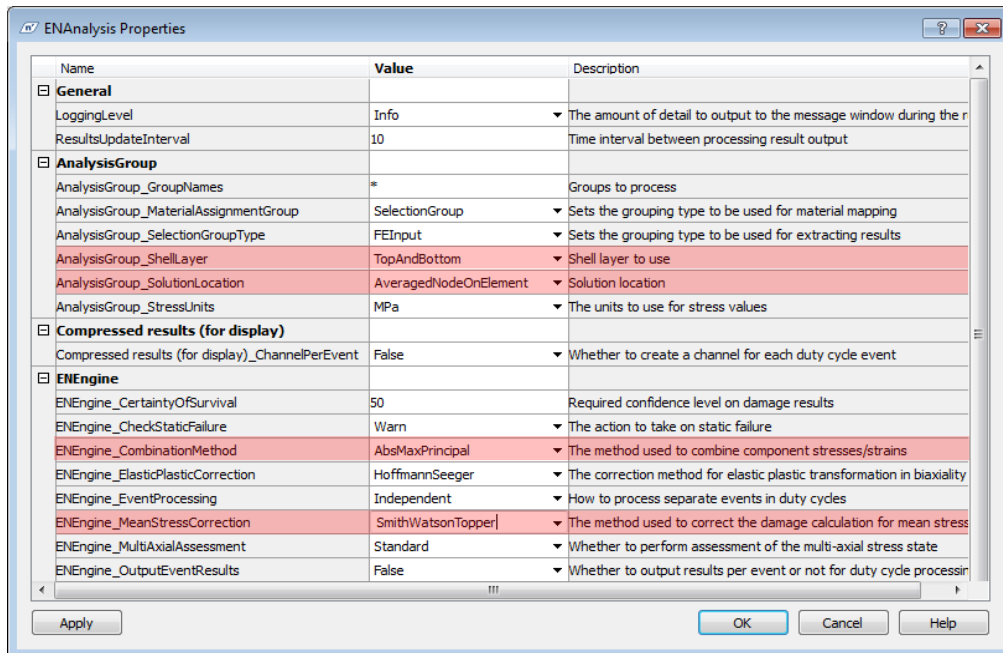 ENAnalysis Properties
Name Value Description
General
LoggingLevel Info The amount of detail to output to the message window during the r
ResultsUpdateInterval 10 Time interval between processing result output
AnalysisGroup
AnalysisGroup_GroupNames * Groups to process
AnalysisGroup_MaterialAssignmentGroup SelectionGroup Sets the grouping type to be used for material mapping
AnalysisGroup_SelectionGroupType FEInput Sets the grouping type to be used for extracting results
AnalysisGroup_ShellLayer TopAndBottom Shell layer to use
AnalysisGroup_SolutionLocation AveragedNodeOnElement Solution location
AnalysisGroup_StressUnits MPa The units to use for stress values
Compressed results (for display)
Compressed results (for display)_ChannelPerEvent False Whether to create a channel for each duty cycle event
ENEngine
ENEngine_CertaintyOfSurvival 50 Required confidence level on damage results
ENEngine_CheckStaticFailure Warn The action to take on static failure
ENEngine_CombinationMethod AbsMaxPrincipal The method used to combine component stresses/strains
ENEngine_ElasticPlasticCorrection HoffmannSeeger The correction method for elastic plastic transformation in biaxiality
ENEngine_EventProcessing Independent How to process separate events in duty cycles
ENEngine_MeanStressCorrection SmithWatsonTopper The method used to correct the damage calculation for mean stress
ENEngine_MultiAxialAssessment Standard Whether to perform assessment of the multi-axial stress state
ENEngine_OutputEventResults False Whether to output results per event or not for duty cycle processin
Apply OK Cancel Help